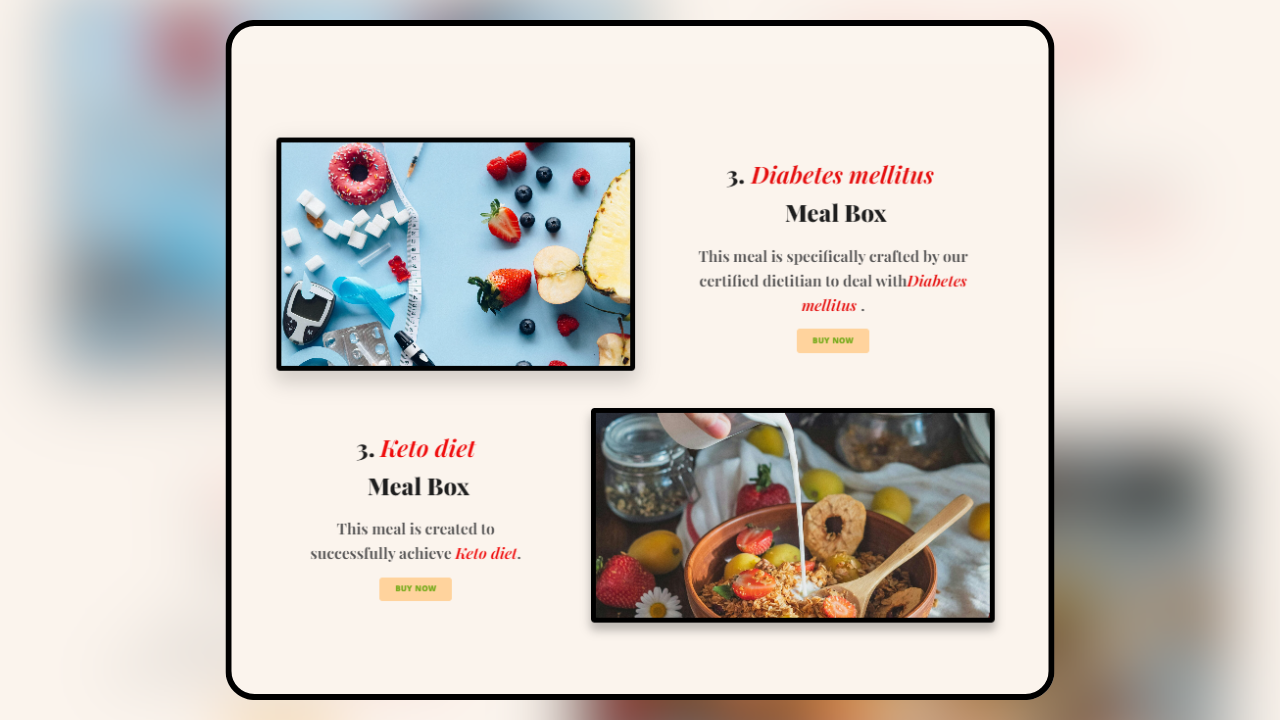 3. Diabetes mellitus
Meal Box
This meal is specifically crafted by our
certified dietitian to deal withDiabetes
mellitus .
BUY NOW
3. Keto diet
Meal Box
This meal is created to
successfully achieve Keto diet.
BUY NOW